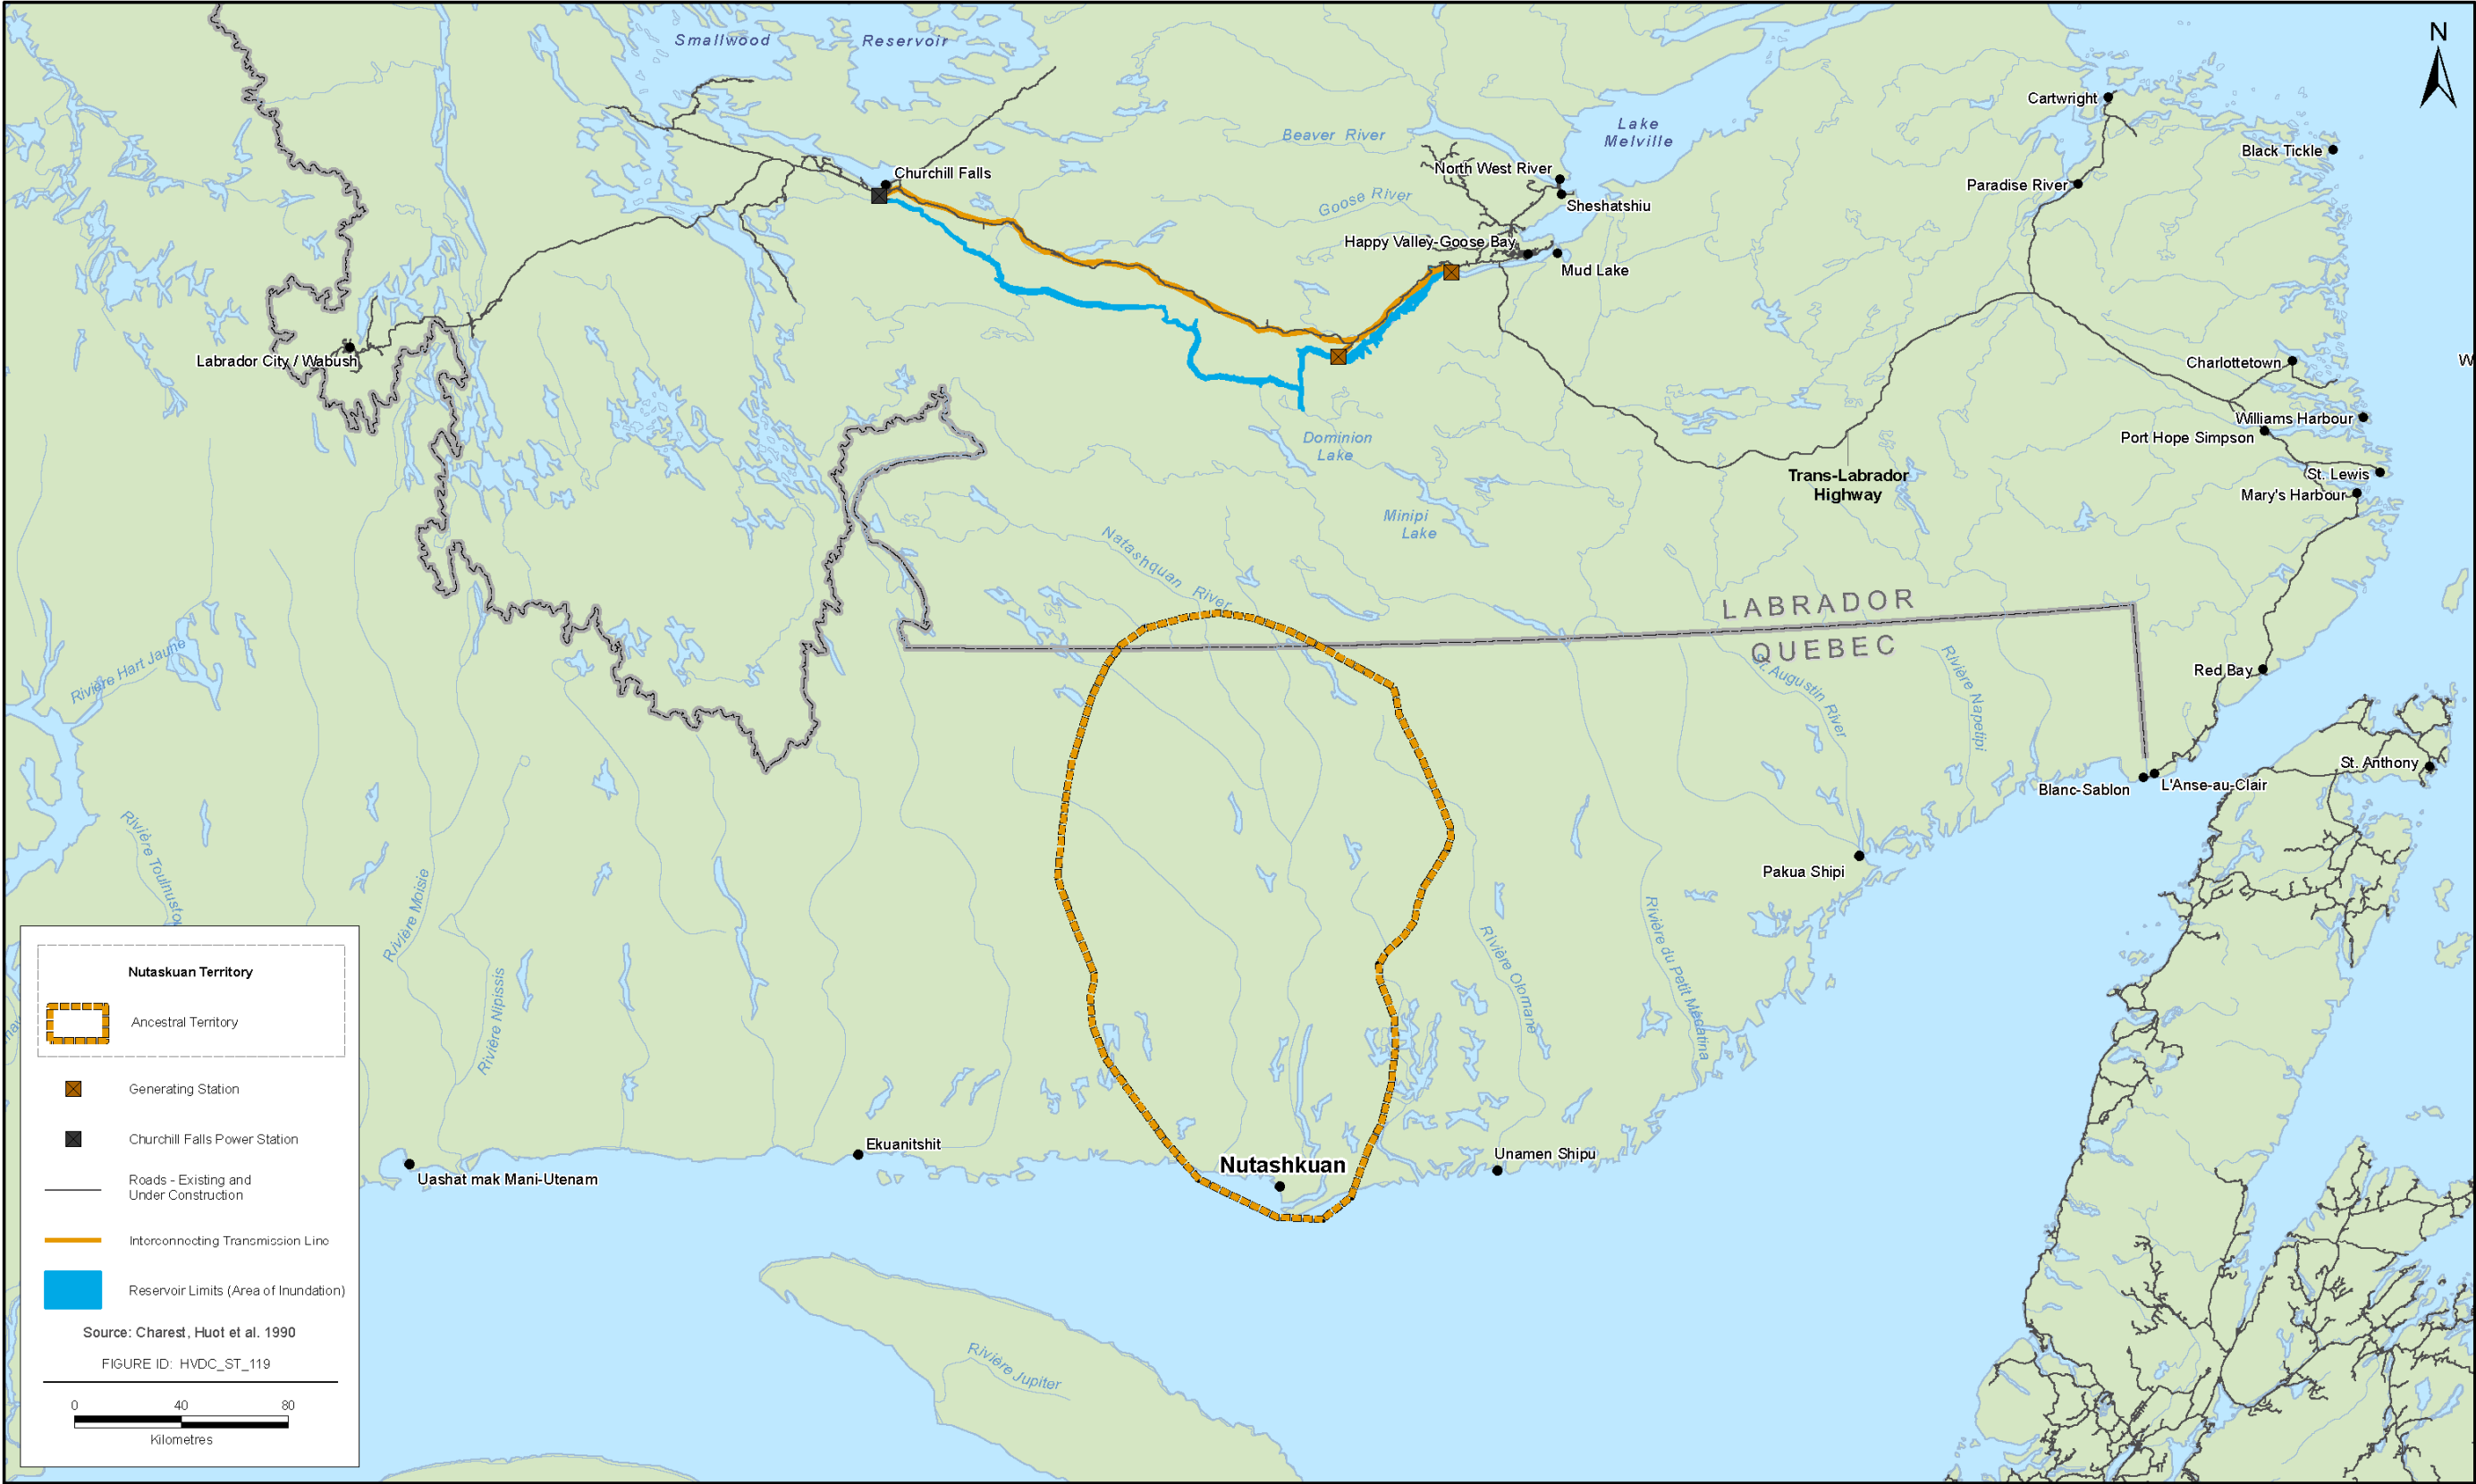 N
Smallwood Reservoir
Cartwright
Lake
Melville
Beaver River
Black Tickle
North West River
Churchill Falls
Paradise River
Goose River
Sheshatshiu
Happy Valley-Goose Bay
Mud Lake
Labrador City / Wabush
Charlottetown
W
Williams Harbour
Dominion
Lake
Port Hope Simpson
Trans-Labrador
Highway
St. Lewis
Mary's Harbour
Minipi
Lake
Natashquan River
LABRADOR
QUEBEC
Rivière Hart Jaune
St. Augustin River
Rivière Napetipi
Red Bay
St. Anthony
Blanc-Sablon
L'Anse-au-Clair
Rivière Toulnustou
Rivière Moisie
Pakua Shipi
Rivière Nipissis
Rivière Olomane
Rivière du Petit Mécatina
Ekuanitshit
Nutashkuan
Unamen Shipu
Uashat mak Mani-Utenam
Rivière Jupiter
Nutaskuan Territory
Ancestral Territory
Generating Station
Churchill Falls Power Station
Roads - Existing and
Under Construction
Interconnecting Transmission Line
Reservoir Limits (Area of Inundation)
Source: Charest, Huot et al. 1990
FIGURE ID: HVDC_ST_119
0 40 80
Kilometres